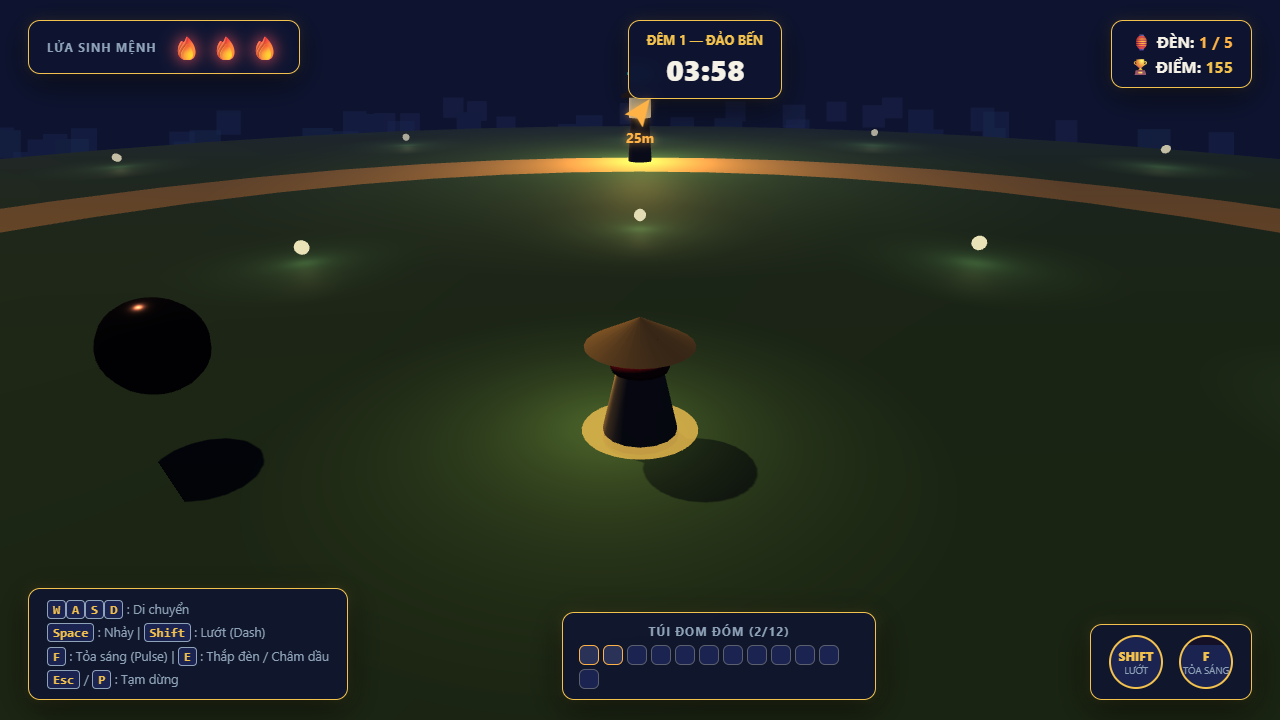 LỬA SINH MỆNH
ĐÊM 1 — ĐẢO BẾN
03:58
ĐÈN: 1 / 5
ĐIỂM: 155
25m
W A S D : Di chuyển
Space : Nhảy | Shift : Lướt (Dash)
F : Tỏa sáng (Pulse) | E : Thắp đèn / Châm dầu
Esc / P : Tạm dừng
TÚI ĐOM ĐÓM (2/12)
SHIFT
LƯỚT
F
TỎA SÁNG